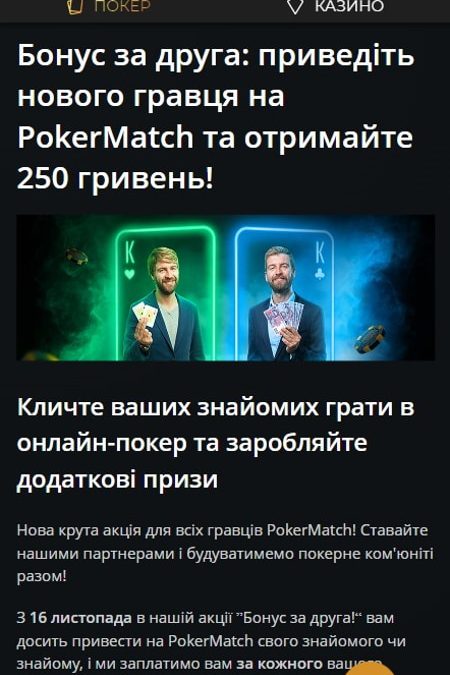 ПОКЕР КАЗИНО
Бонус за друга: приведіть
нового гравця на
PokerMatch та отримайте
250 гривень!
K K
Кличте ваших знайомих грати в
онлайн-покер та заробляйте
додаткові призи
Нова крута акція для всіх гравців PokerMatch! Ставайте
нашими партнерами і будуватимемо покерне ком'юніті
разом!
З 16 листопада в нашій акції ”Бонус за друга!“ вам
досить привести на PokerMatch свого знайомого чи
знайому, і ми заплатимо вам за кожного вашого